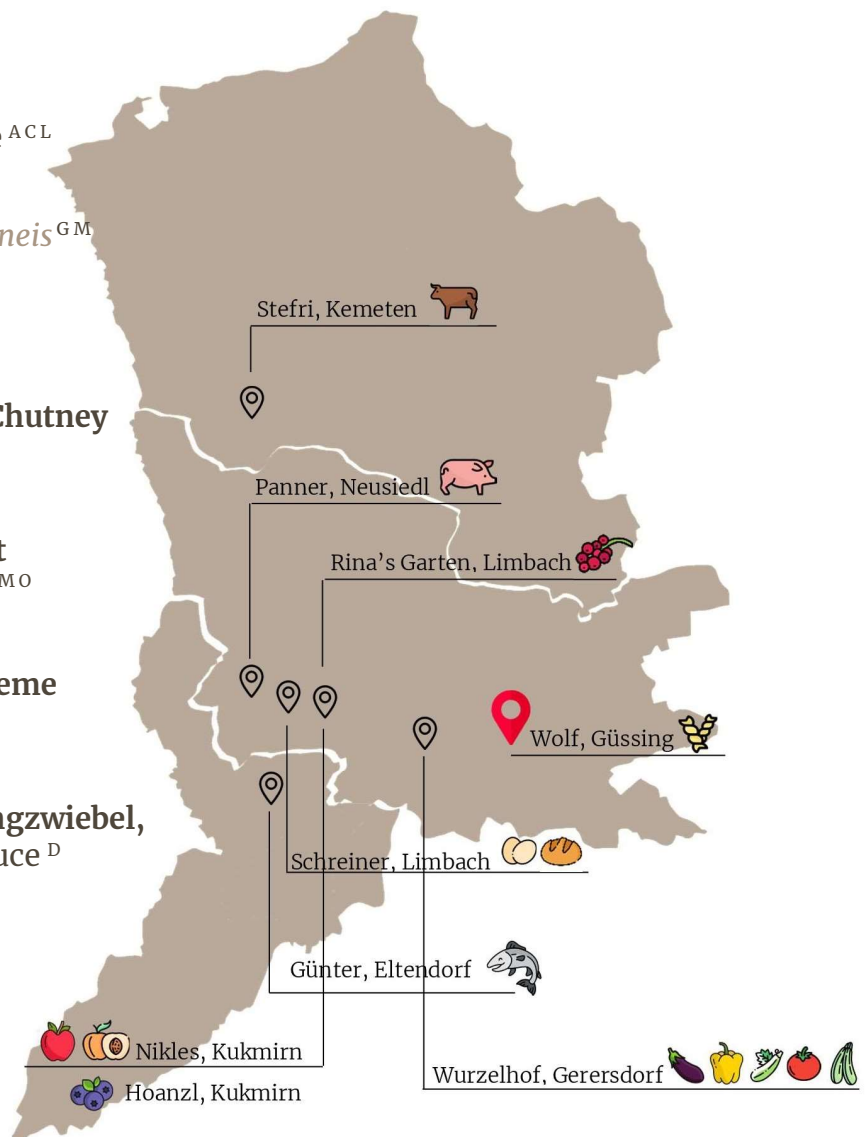 ACL
neis GM
Chutney
t
MO
eme
ngzwiebel,
uce D
Stefri, Kemeten
Panner, Neusiedl
Rina's Garten, Limbach
Wolf, Güssing
Schreiner, Limbach
Günter, Eltendorf
Nikles, Kukmirn
Hoanzl, Kukmirn
Wurzelhof, Gerersdorf